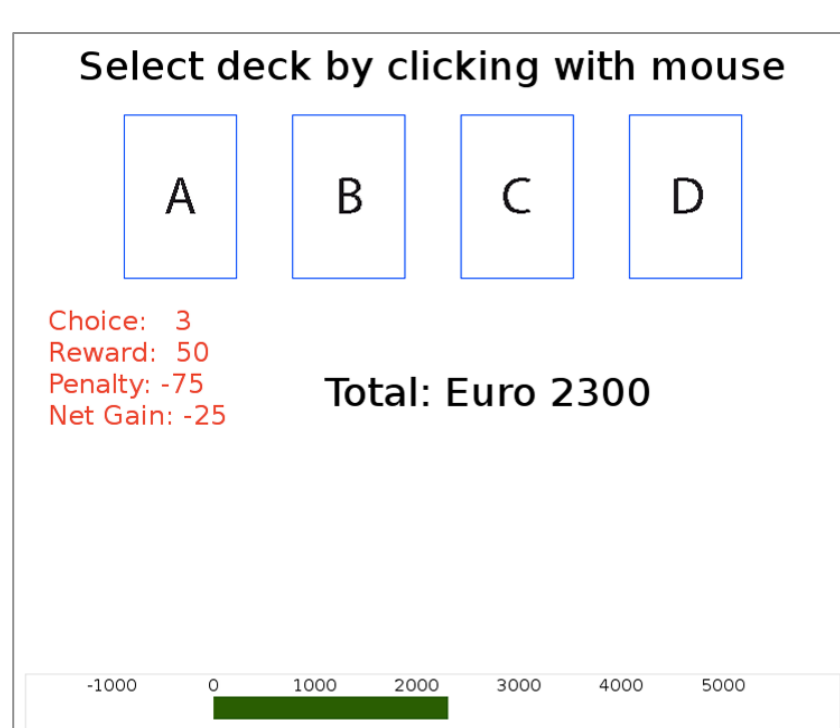 Select deck by clicking with mouse
A B C D
Choice: 3
Reward: 50
Penalty: -75
Net Gain: -25
Total: Euro 2300
-1000 0 1000 2000 3000 4000 5000